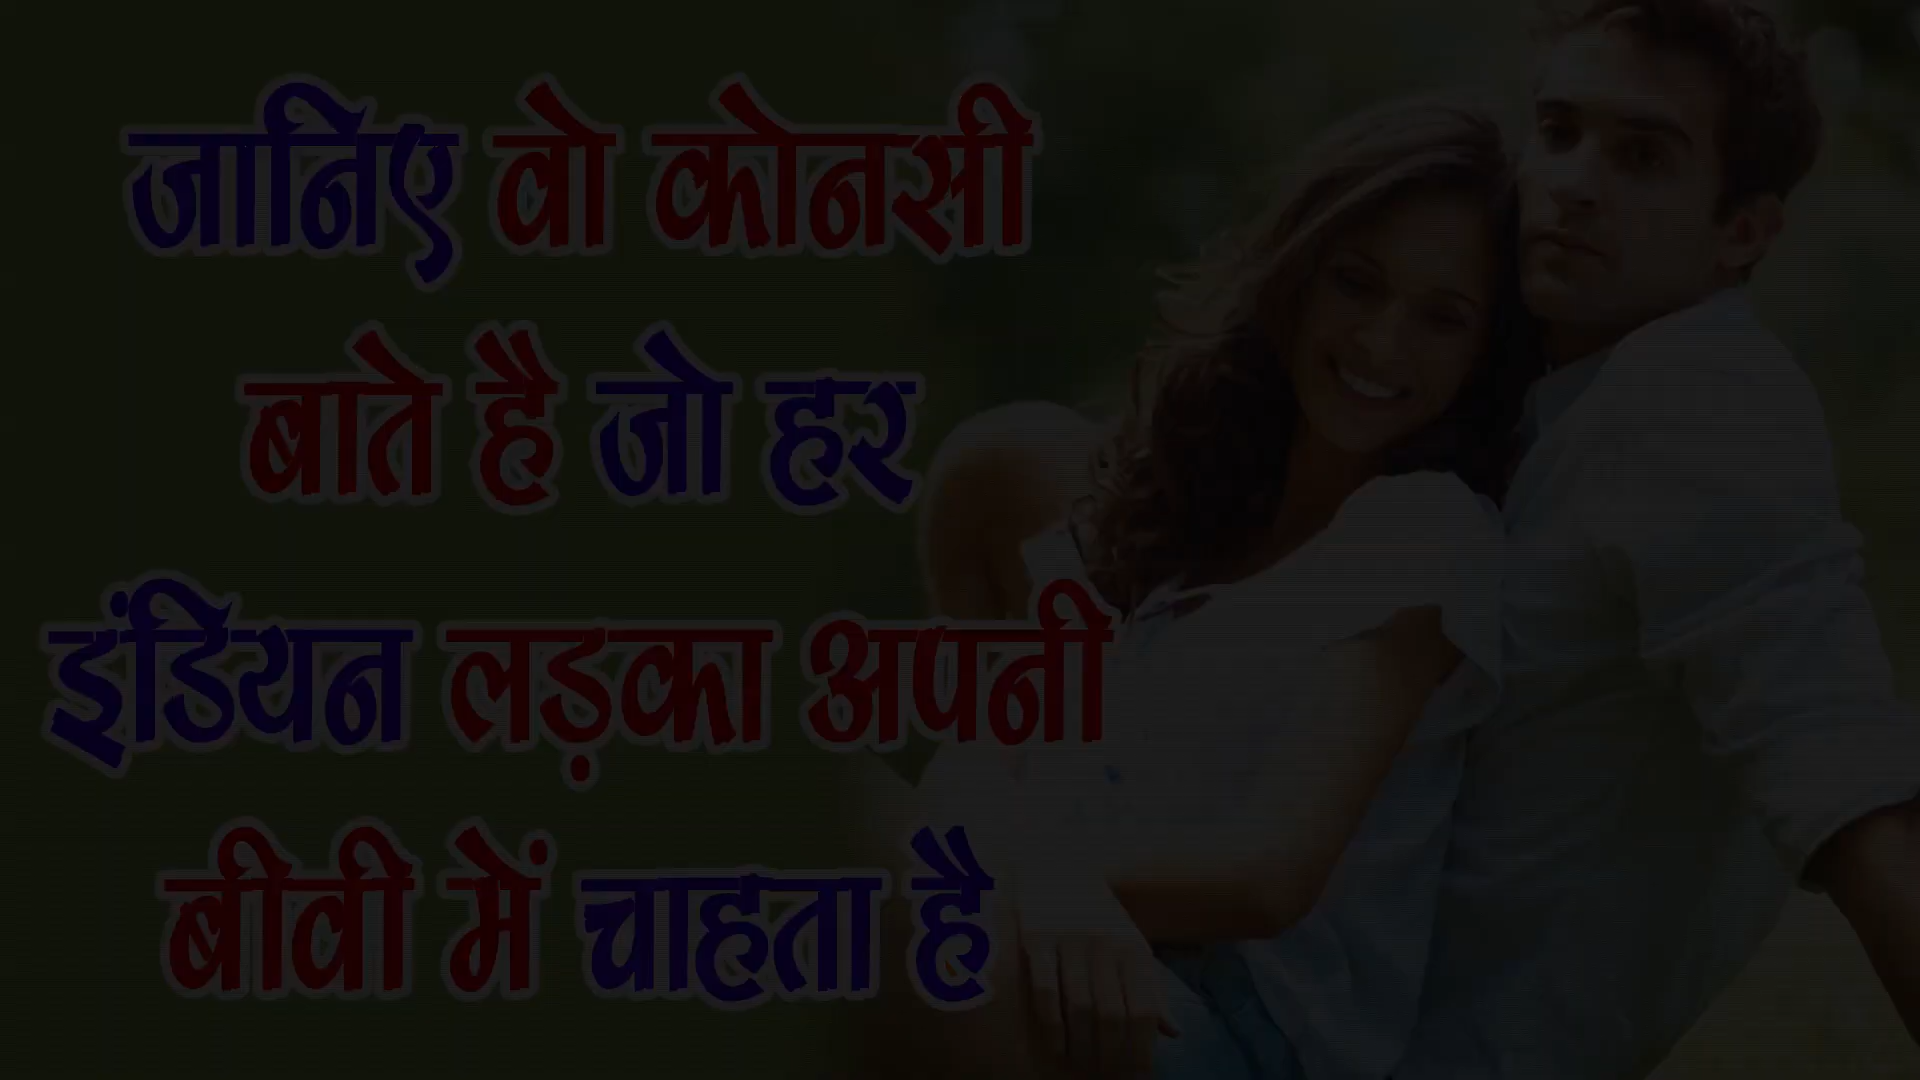 जानिए वो कोनसी
बाते है जो हर
इंडियन लड़का अपनी
बीवी में चाहता है